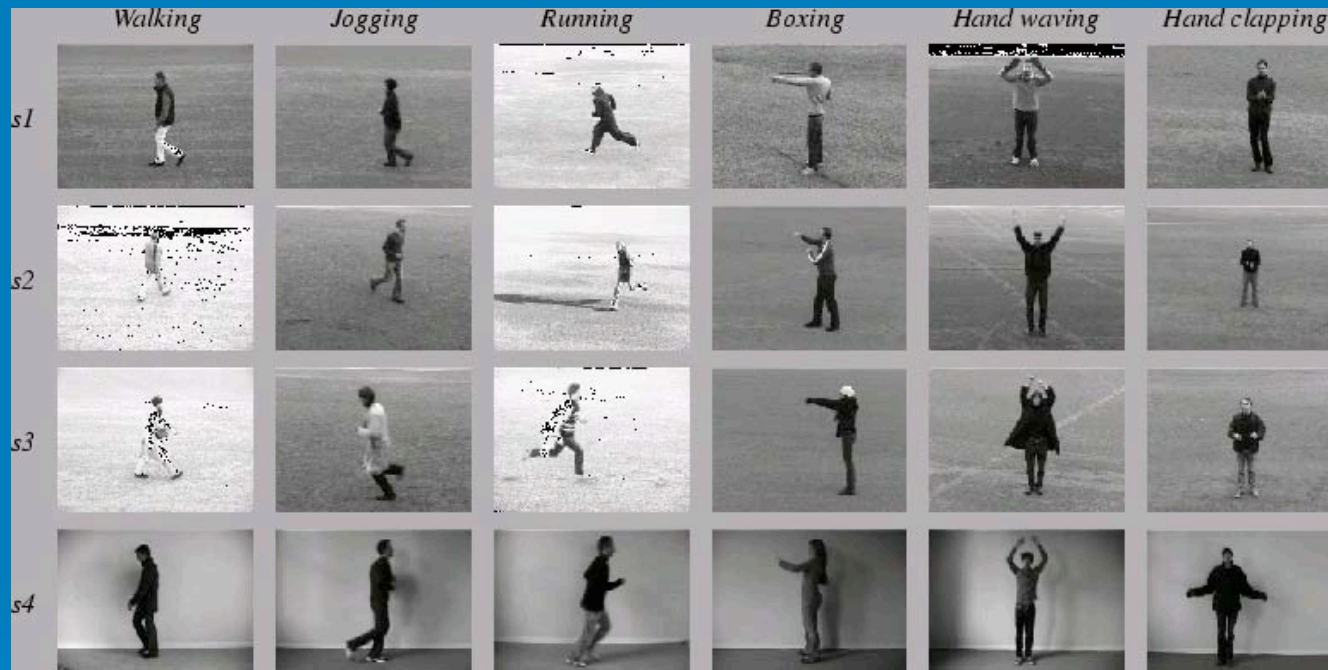 Walking Jogging Running Boxing Hand waving Hand clapping
s1
s2
s3
s4